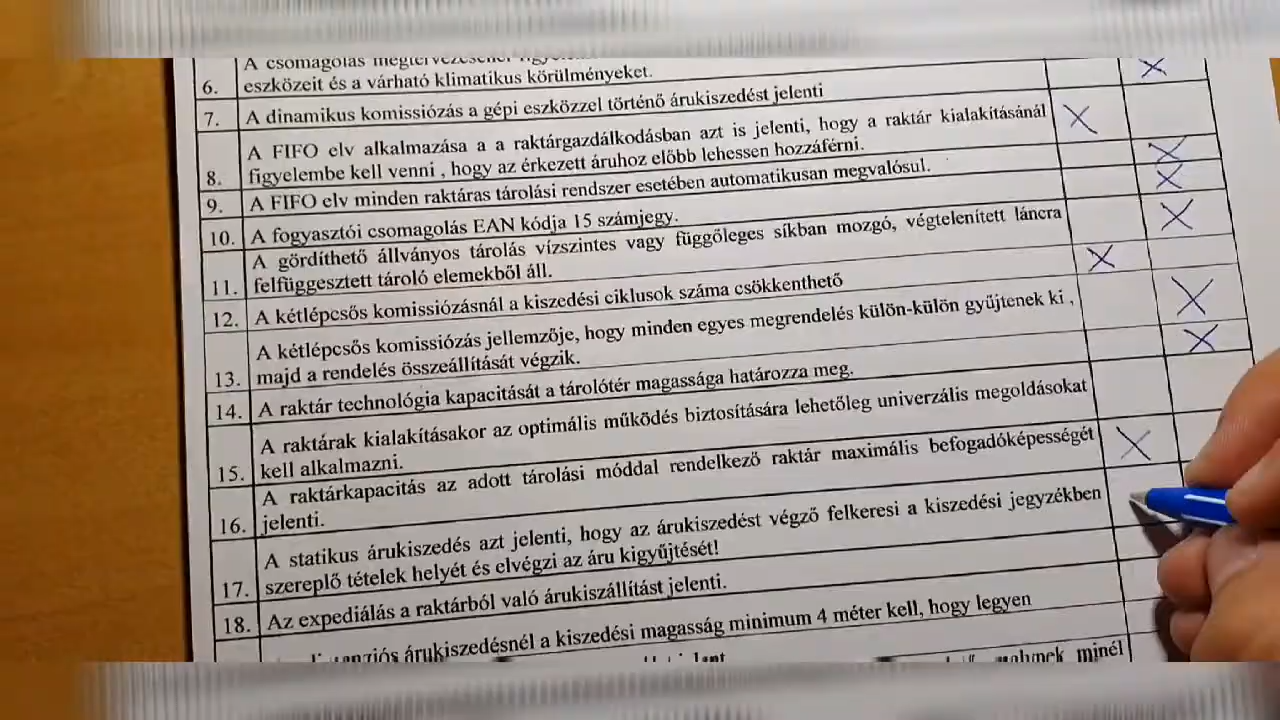 A csomagolás
6. eszközeit és a várható klimatikus körülményeket.
7. A dinamikus komissiózás a gépi eszközzel történő árukiszedést jelenti
A FIFO elv alkalmazása a a raktárgazdálkodásban azt is jelenti, hogy a raktár kialakításánál
8. figyelembe kell venni , hogy az érkezett áruhoz előbb lehessen hozzáférni.
9. A FIFO elv minden raktáras tárolási rendszer esetében automatikusan megvalósul.
10. A fogyasztói csomagolás EAN kódja 15 számjegy.
A gördíthető állványos tárolás vízszintes vagy függőleges síkban mozgó, végtelenített láncra
11. felfüggesztett tároló elemekből áll.
12. A kétlépcsős komissiózásnál a kiszedési ciklusok száma csökkenthető
A kétlépcsős komissiózás jellemzője, hogy minden egyes megrendelés külön-külön gyűjtenek ki ,
13. majd a rendelés összeállítását végzik.
14. A raktár technológia kapacitását a tárolótér magassága határozza meg.
A raktárak kialakításakor az optimális működés biztosítására lehetőleg univerzális megoldásokat
15. kell alkalmazni.
A raktárkapacitás az adott tárolási móddal rendelkező raktár maximális befogadóképességét
16. jelenti.
A statikus árukiszedés azt jelenti, hogy az árukiszedést végző felkeresi a kiszedési jegyzékben
17. szereplő tételek helyét és elvégzi az áru kigyűjtését!
18. Az expediálás a raktárból való árukiszállítást jelenti.
árukiszedésnél a kiszedési magasság minimum 4 méter kell, hogy legyen
minél